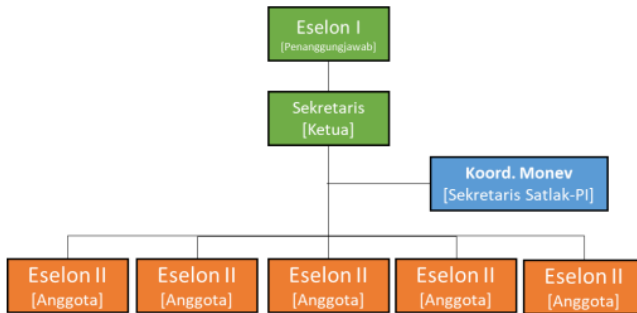 Eselon I
[Penanggungjawab]
Sekretaris
[Ketua]
Koord. Monev
[Sekretaris Satlak-PI]
Eselon II
[Anggota]
Eselon II
[Anggota]
Eselon II
[Anggota]
Eselon II
[Anggota]
Eselon II
[Anggota]